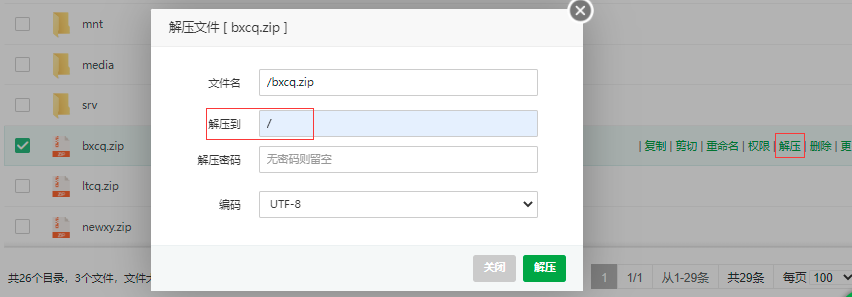 mnt
解压文件 [ bxcq.zip ]
media
文件名 /bxcq.zip
srv
解压到 /
bxcq.zip
| 复制 | 剪切 | 重命名 | 权限 | 解压 | 删除 | 更
解压密码 无密码则留空
ltcq.zip
编码 UTF-8
newxy.zip
关闭 解压
共26个目录，3个文件，文件大
1 1/1 从1-29条 共29条 每页 100